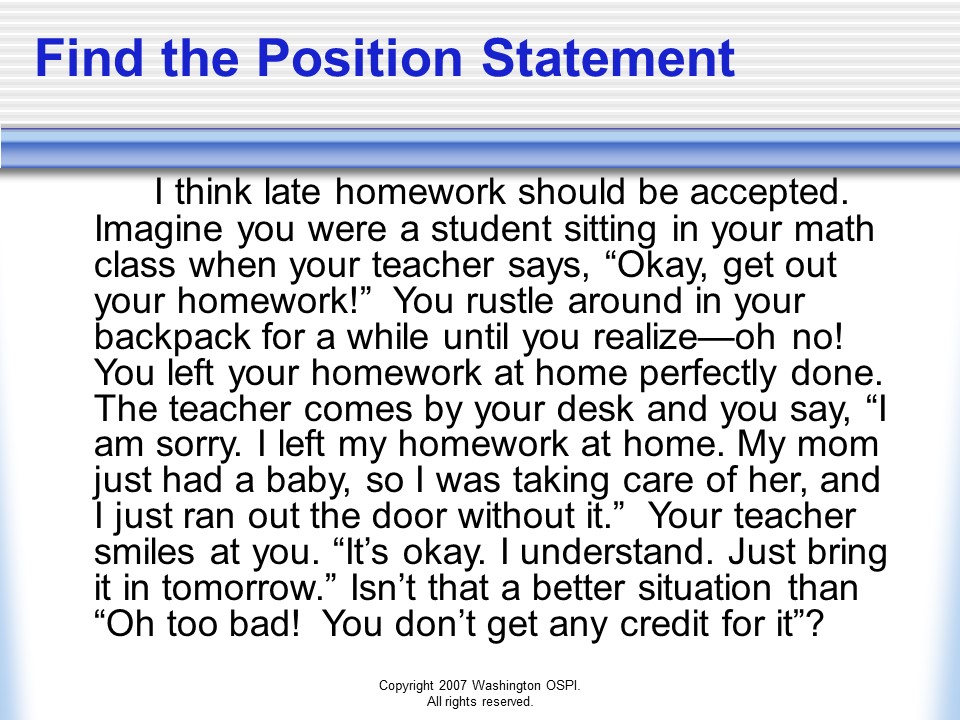 Find the Position Statement
I think late homework should be accepted.
Imagine you were a student sitting in your math
class when your teacher says, “Okay, get out
your homework!”  You rustle around in your
backpack for a while until you realize—oh no!
You left your homework at home perfectly done.
The teacher comes by your desk and you say, “I
am sorry. I left my homework at home. My mom
just had a baby, so I was taking care of her, and
I just ran out the door without it.”  Your teacher
smiles at you. “It’s okay. I understand. Just bring
it in tomorrow.” Isn’t that a better situation than
“Oh too bad!  You don’t get any credit for it”?
Copyright 2007 Washington OSPI.
All rights reserved.